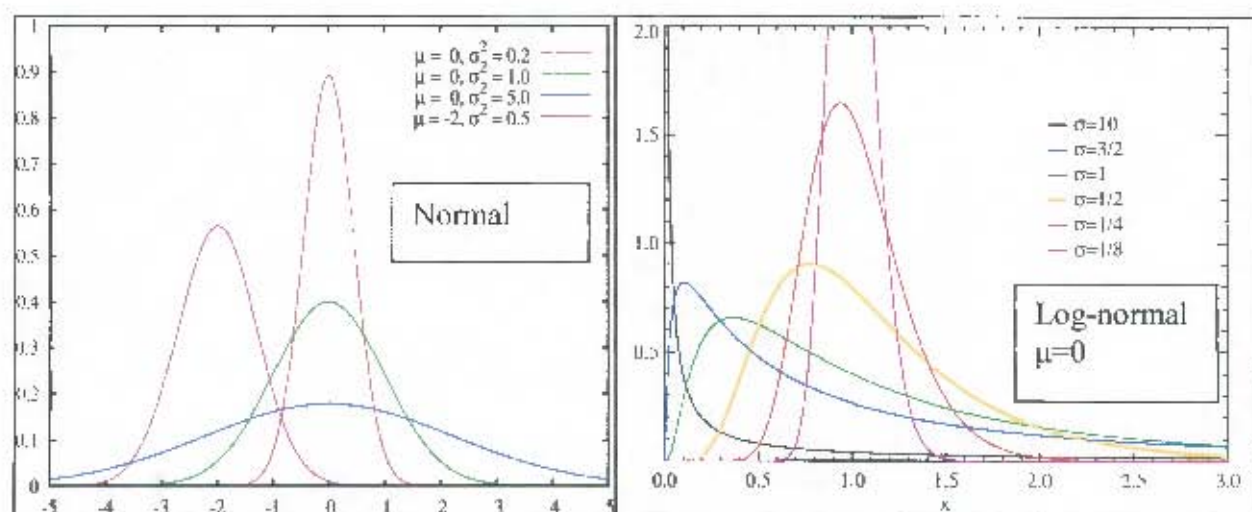 1
0.9
0.8
0.7
0.6
0.5
0.4
0.3
0.2
0.1
0
-5
-4
-3
-2
-1
0
1
2
3
4
5
μ = 0, σ²= 0.2
μ = 0, σ²= 1.0
μ = 0, σ²= 5.0
μ = -2, σ²= 0.5
Normal
2.0
1.5
1.0
0.5
0.0
0.5
1.0
1.5
2.0
2.5
3.0
x
σ=10
σ=3/2
σ=1
σ=1/2
σ=1/4
σ=1/8
Log-normal
μ=0